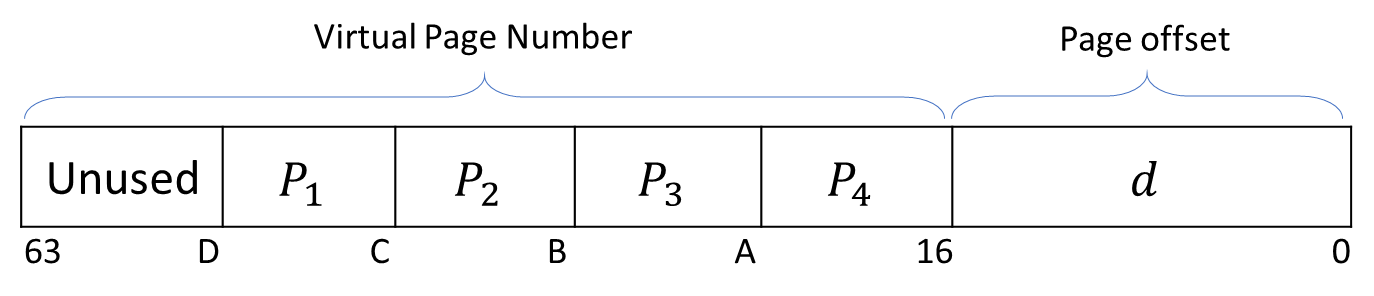 Virtual Page Number Page offset
Unused P₁ P₂ P₃ P₄ d
63 D C B A 16 0